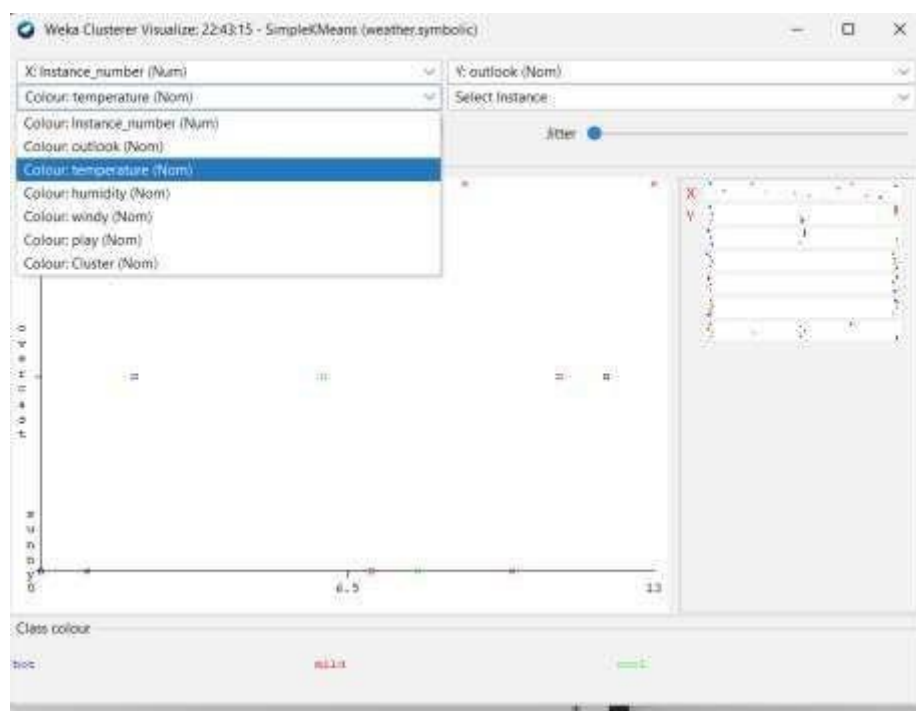 Weka Clusterer Visualize: 22:43:15 - SimpleKMeans (weather.symbolic)
X: Instance_number (Num)
Y: outlook (Nom)
Colour: temperature (Nom)
Select Instance
Colour: Instance_number (Num)
Colour: outlook (Nom)
Colour: temperature (Nom)
Colour: humidity (Nom)
Colour: windy (Nom)
Colour: play (Nom)
Colour: Cluster (Nom)
Jitter
X
Y
sunny
0
6.5
13
Class colour
hot
mild
cool